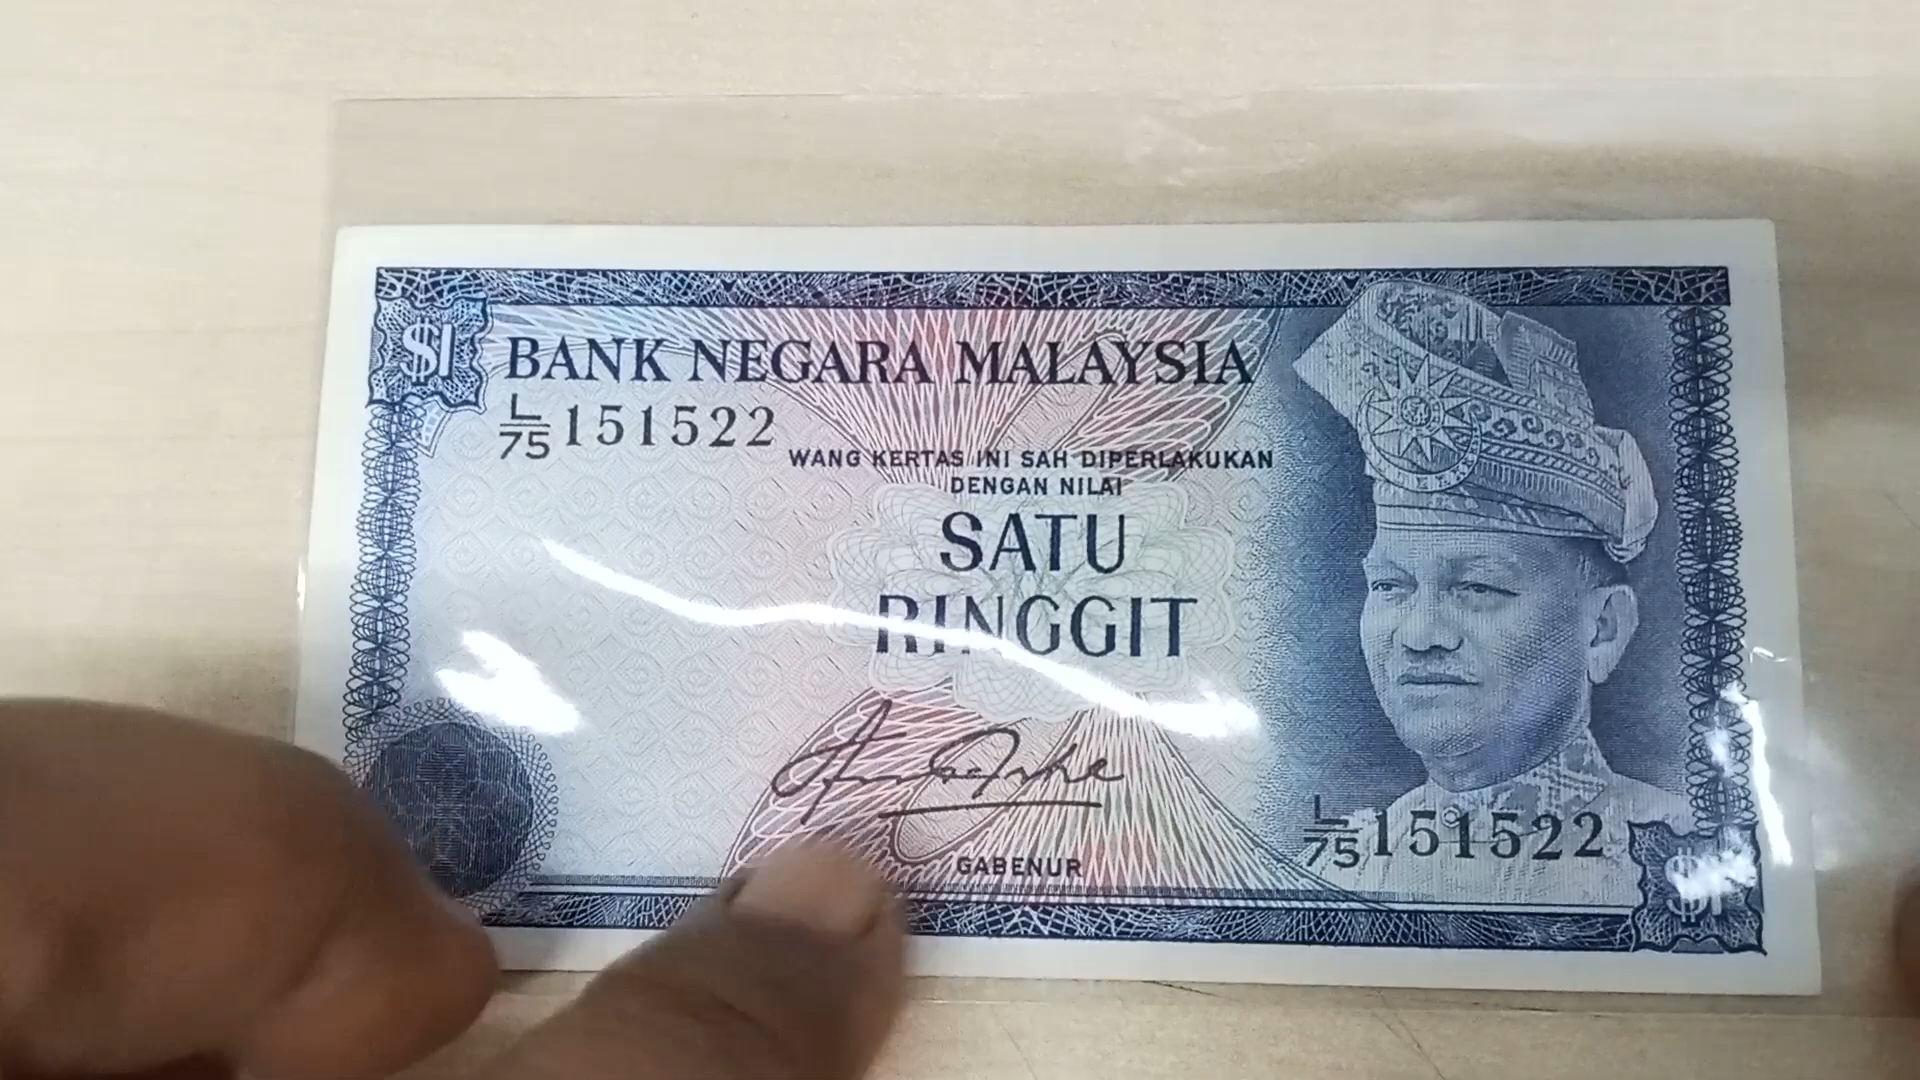 $1
BANK NEGARA MALAYSIA
L/75 151522
WANG KERTAS INI SAH DIPERLAKUKAN
DENGAN NILAI
SATU
RINGGIT
GABENUR
L/75 151522
$1